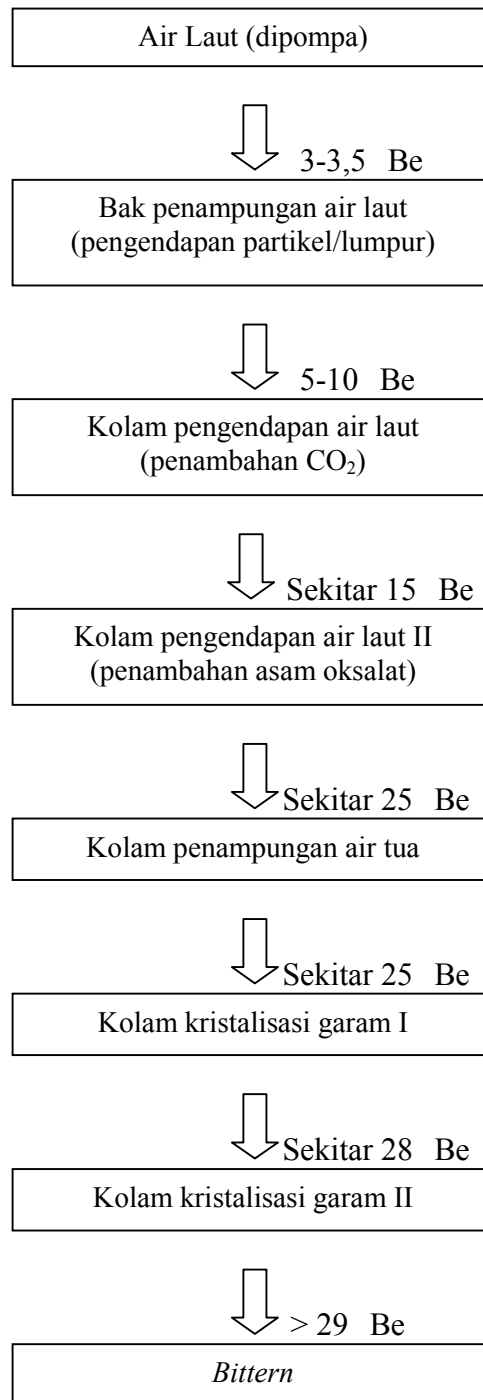 Air Laut (dipompa)
3-3,5 Be
Bak penampungan air laut
(pengendapan partikel/lumpur)
5-10 Be
Kolam pengendapan air laut
(penambahan CO₂)
Sekitar 15 Be
Kolam pengendapan air laut II
(penambahan asam oksalat)
Sekitar 25 Be
Kolam penampungan air tua
Sekitar 25 Be
Kolam kristalisasi garam I
Sekitar 28 Be
Kolam kristalisasi garam II
> 29 Be
Bittern